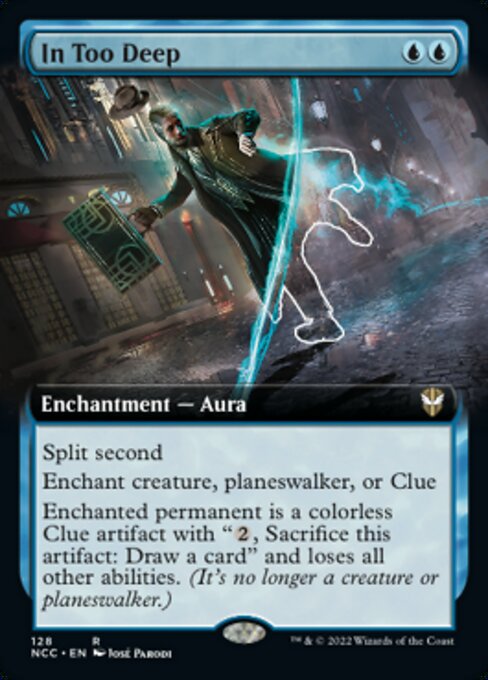 In Too Deep
Enchantment — Aura
Split second
Enchant creature, planeswalker, or Clue
Enchanted permanent is a colorless
Clue artifact with “2, Sacrifice this
artifact: Draw a card” and loses all
other abilities. (It’s no longer a creature or
planeswalker.)
128 R
NCC • EN José Parodi
™ & © 2022 Wizards of the Coast